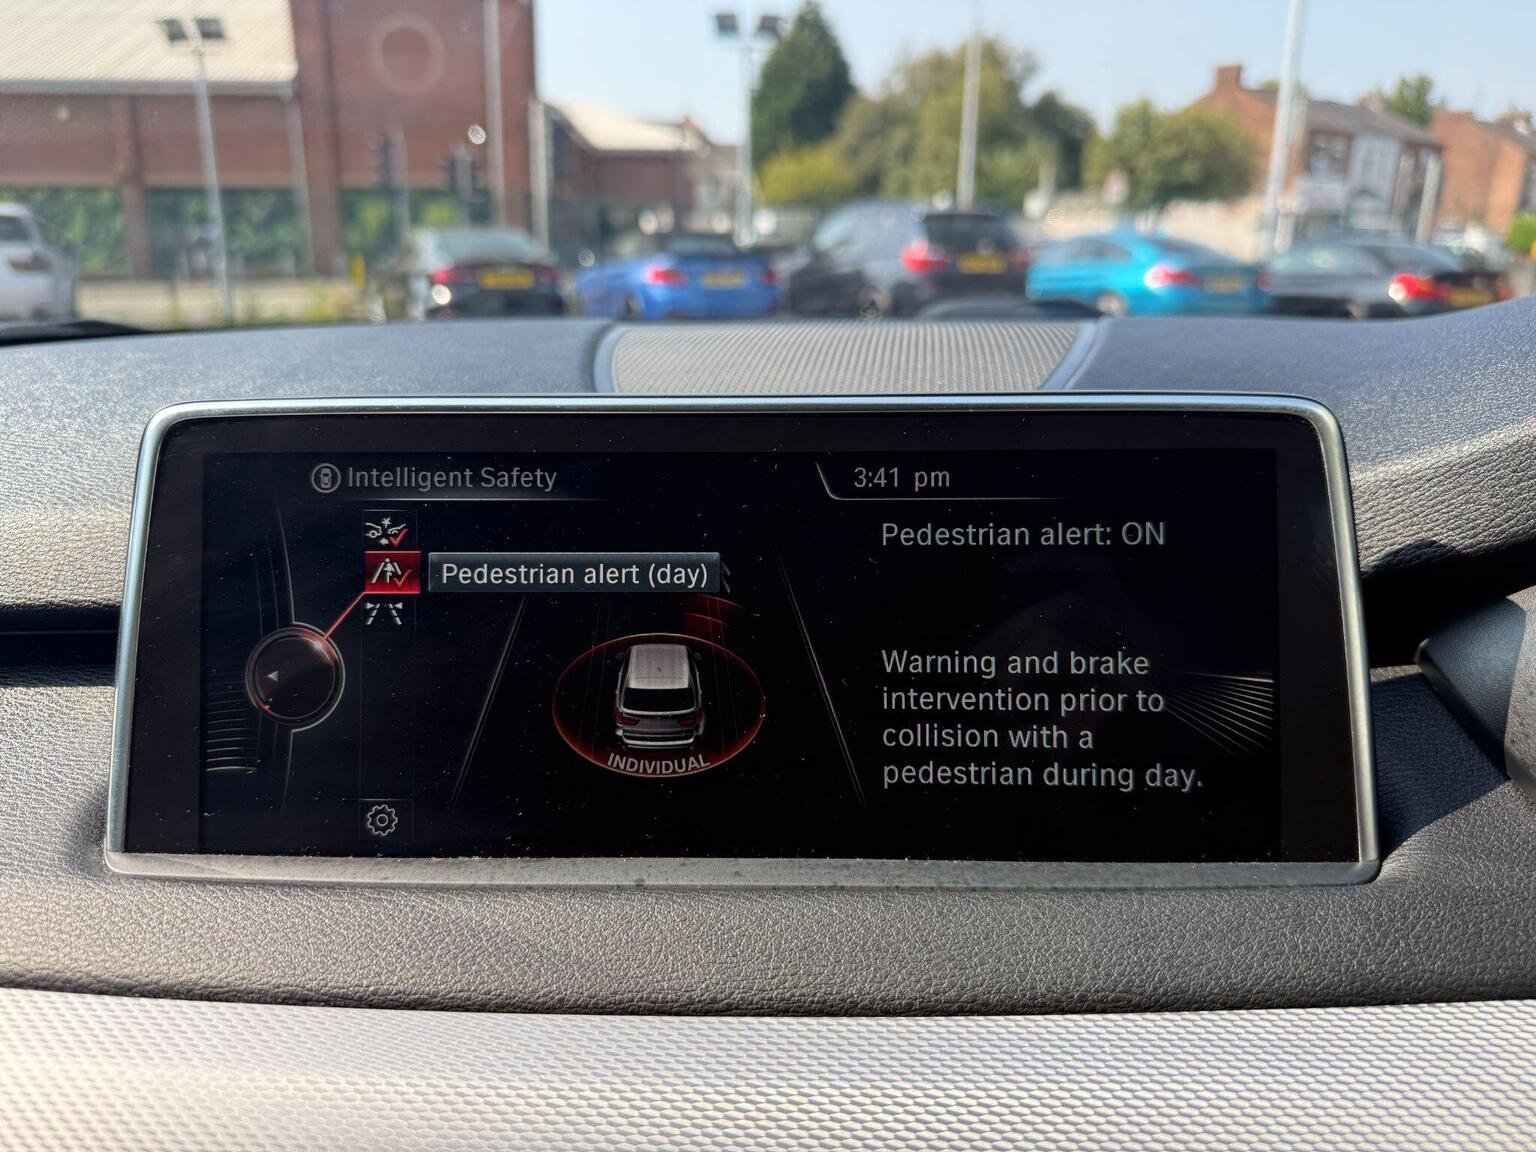 Intelligent Safety
3:41 pm
Pedestrian alert: ON
Pedestrian alert (day)
Warning and brake
intervention prior to
collision with a
pedestrian during day.
INDIVIDUAL